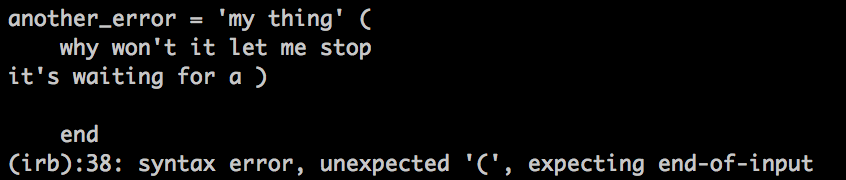 another_error = 'my thing' (
why won't it let me stop
it's waiting for a )
end
(irb):38: syntax error, unexpected '(', expecting end-of-input